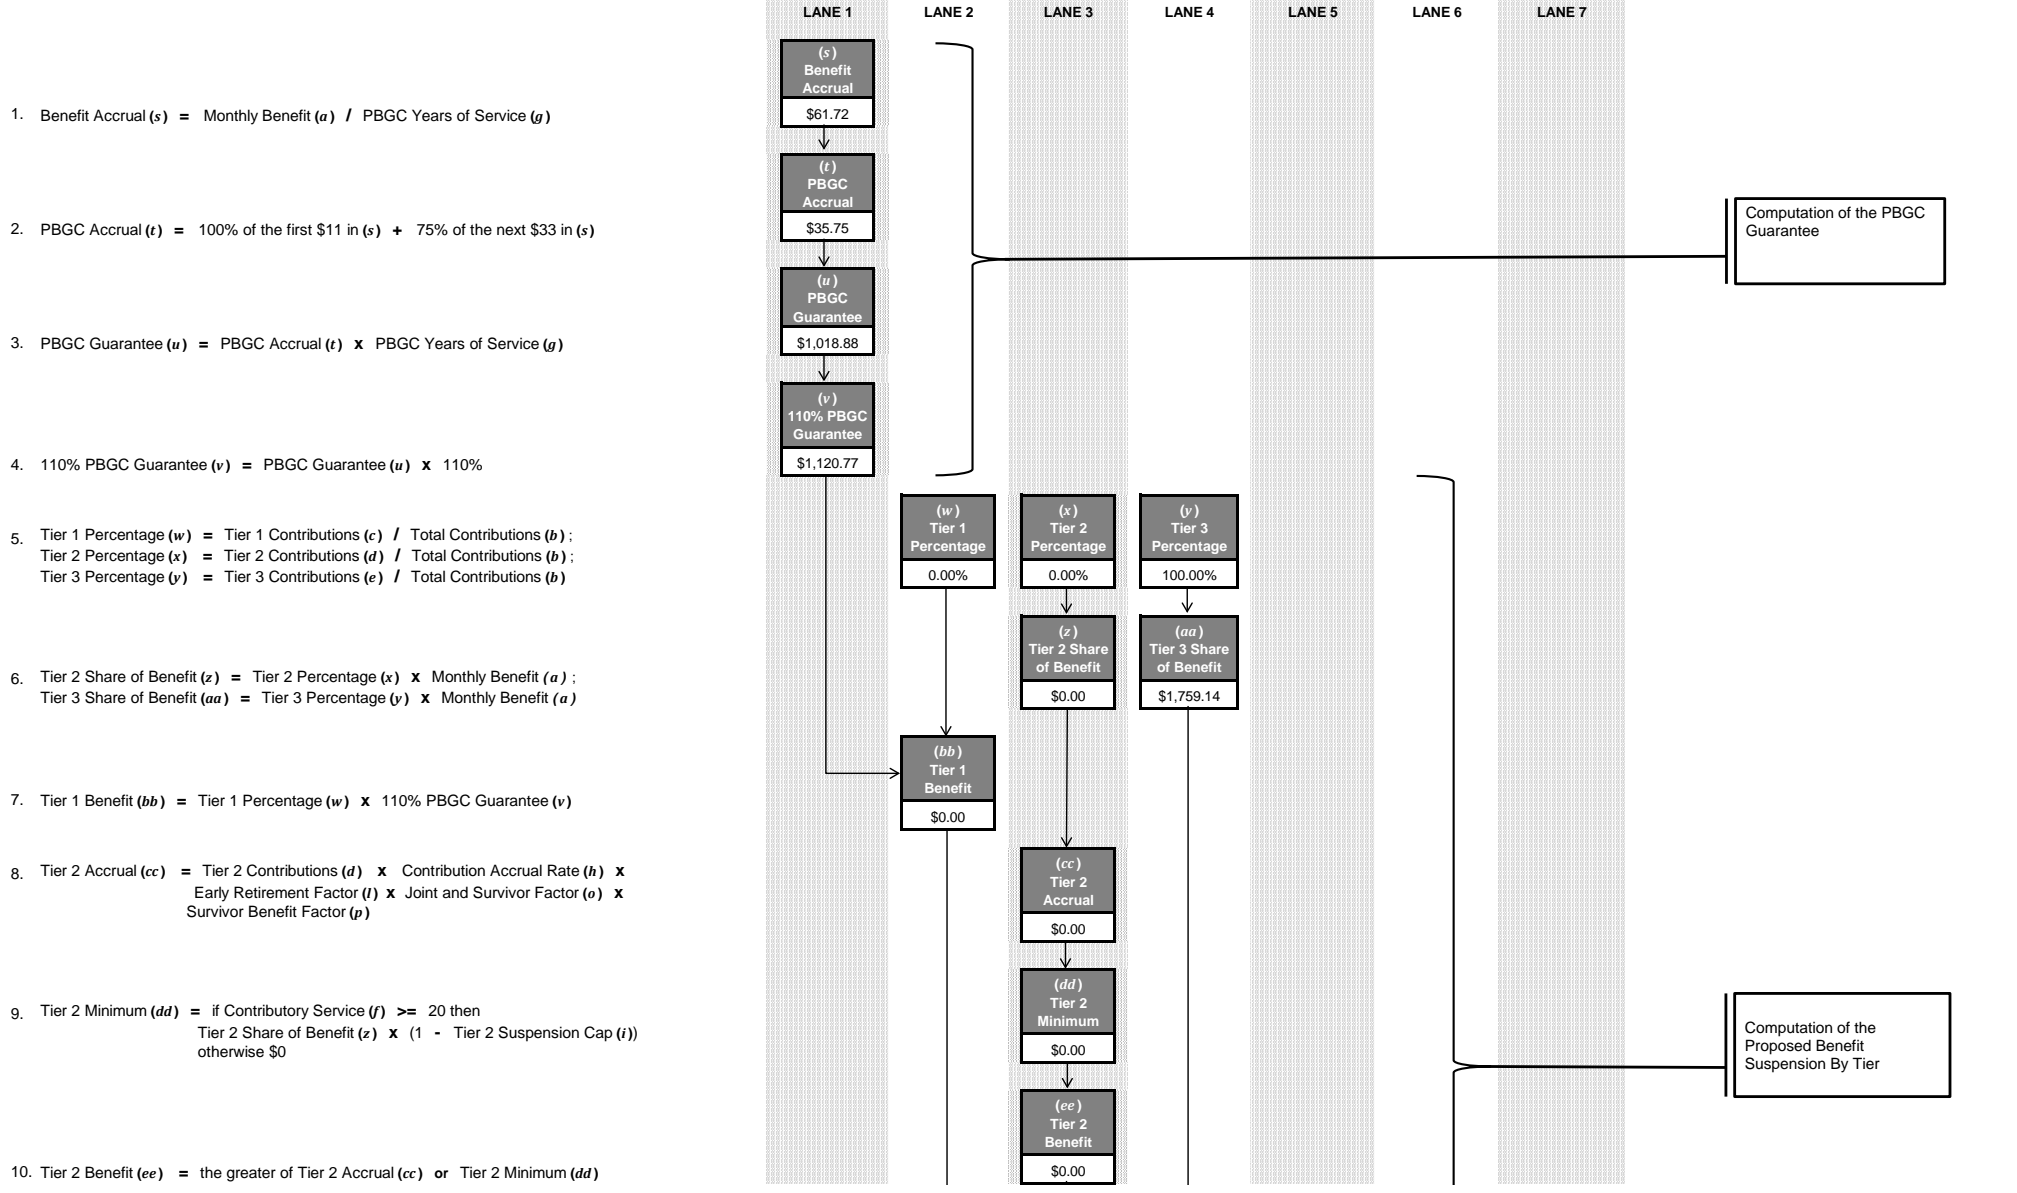 LANE 1 LANE 2 LANE 3 LANE 4 LANE 5 LANE 6 LANE 7
(s)
Benefit
Accrual
$61.72
1. Benefit Accrual (s) = Monthly Benefit (a) / PBGC Years of Service (g)
(t)
PBGC
Accrual
$35.75
2. PBGC Accrual (t) = 100% of the first $11 in (s) + 75% of the next $33 in (s)
Computation of the PBGC
Guarantee
(u)
PBGC
Guarantee
$1,018.88
3. PBGC Guarantee (u) = PBGC Accrual (t) x PBGC Years of Service (g)
(v)
110% PBGC
Guarantee
$1,120.77
4. 110% PBGC Guarantee (v) = PBGC Guarantee (u) x 110%
(w)
Tier 1
Percentage
0.00%
(x)
Tier 2
Percentage
0.00%
(y)
Tier 3
Percentage
100.00%
5. Tier 1 Percentage (w) = Tier 1 Contributions (c) / Total Contributions (b) ;
Tier 2 Percentage (x) = Tier 2 Contributions (d) / Total Contributions (b) ;
Tier 3 Percentage (y) = Tier 3 Contributions (e) / Total Contributions (b)
(z)
Tier 2 Share
of Benefit
$0.00
(aa)
Tier 3 Share
of Benefit
$1,759.14
6. Tier 2 Share of Benefit (z) = Tier 2 Percentage (x) x Monthly Benefit (a) ;
Tier 3 Share of Benefit (aa) = Tier 3 Percentage (y) x Monthly Benefit (a)
(bb)
Tier 1
Benefit
$0.00
7. Tier 1 Benefit (bb) = Tier 1 Percentage (w) x 110% PBGC Guarantee (v)
(cc)
Tier 2
Accrual
$0.00
8. Tier 2 Accrual (cc) = Tier 2 Contributions (d) x Contribution Accrual Rate (h) x
Early Retirement Factor (l) x Joint and Survivor Factor (o) x
Survivor Benefit Factor (p)
(dd)
Tier 2
Minimum
$0.00
9. Tier 2 Minimum (dd) = if Contributory Service (f) >= 20 then
Tier 2 Share of Benefit (z) x (1 - Tier 2 Suspension Cap (i))
otherwise $0
Computation of the
Proposed Benefit
Suspension By Tier
(ee)
Tier 2
Benefit
$0.00
10. Tier 2 Benefit (ee) = the greater of Tier 2 Accrual (cc) or Tier 2 Minimum (dd)